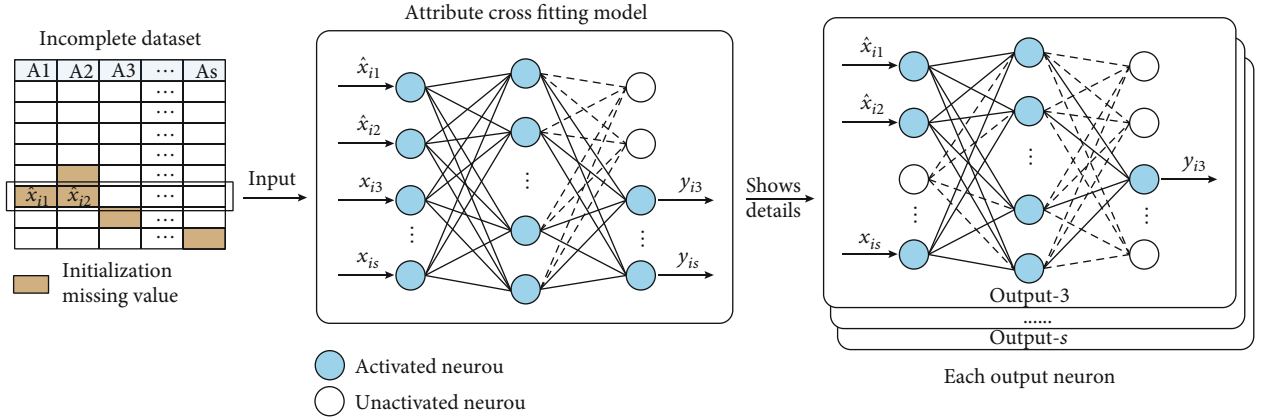 Incomplete dataset
A1 A2 A3 ... As
...
...
...
...
...
x̂i1 x̂i2 ...
...
...
Initialization
missing value
Input
Attribute cross fitting model
x̂i1
x̂i2
xi3
⋮ ⋮ ⋮
xis
yi3
yis
Activated neurou
Unactivated neurou
Shows
details
x̂i1
x̂i2
⋮ ⋮ ⋮
xis
yi3
Output-3
......
Output-s
Each output neuron